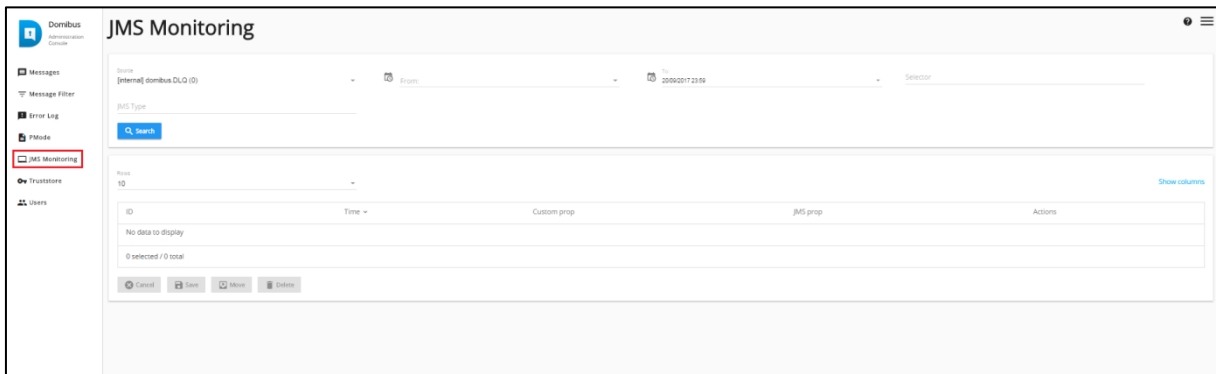 Domibus
Administration
Console
JMS Monitoring
Messages
Message Filter
Error Log
PMode
JMS Monitoring
Truststore
Users
Source
[internal] domibus.DLQ (0)
From:
To:
20/09/2017 23:59
Selector
JMS Type
Search
Rows
10
Show columns
ID Time Custom prop JMS prop Actions
No data to display
0 selected / 0 total
Cancel Save Move Delete